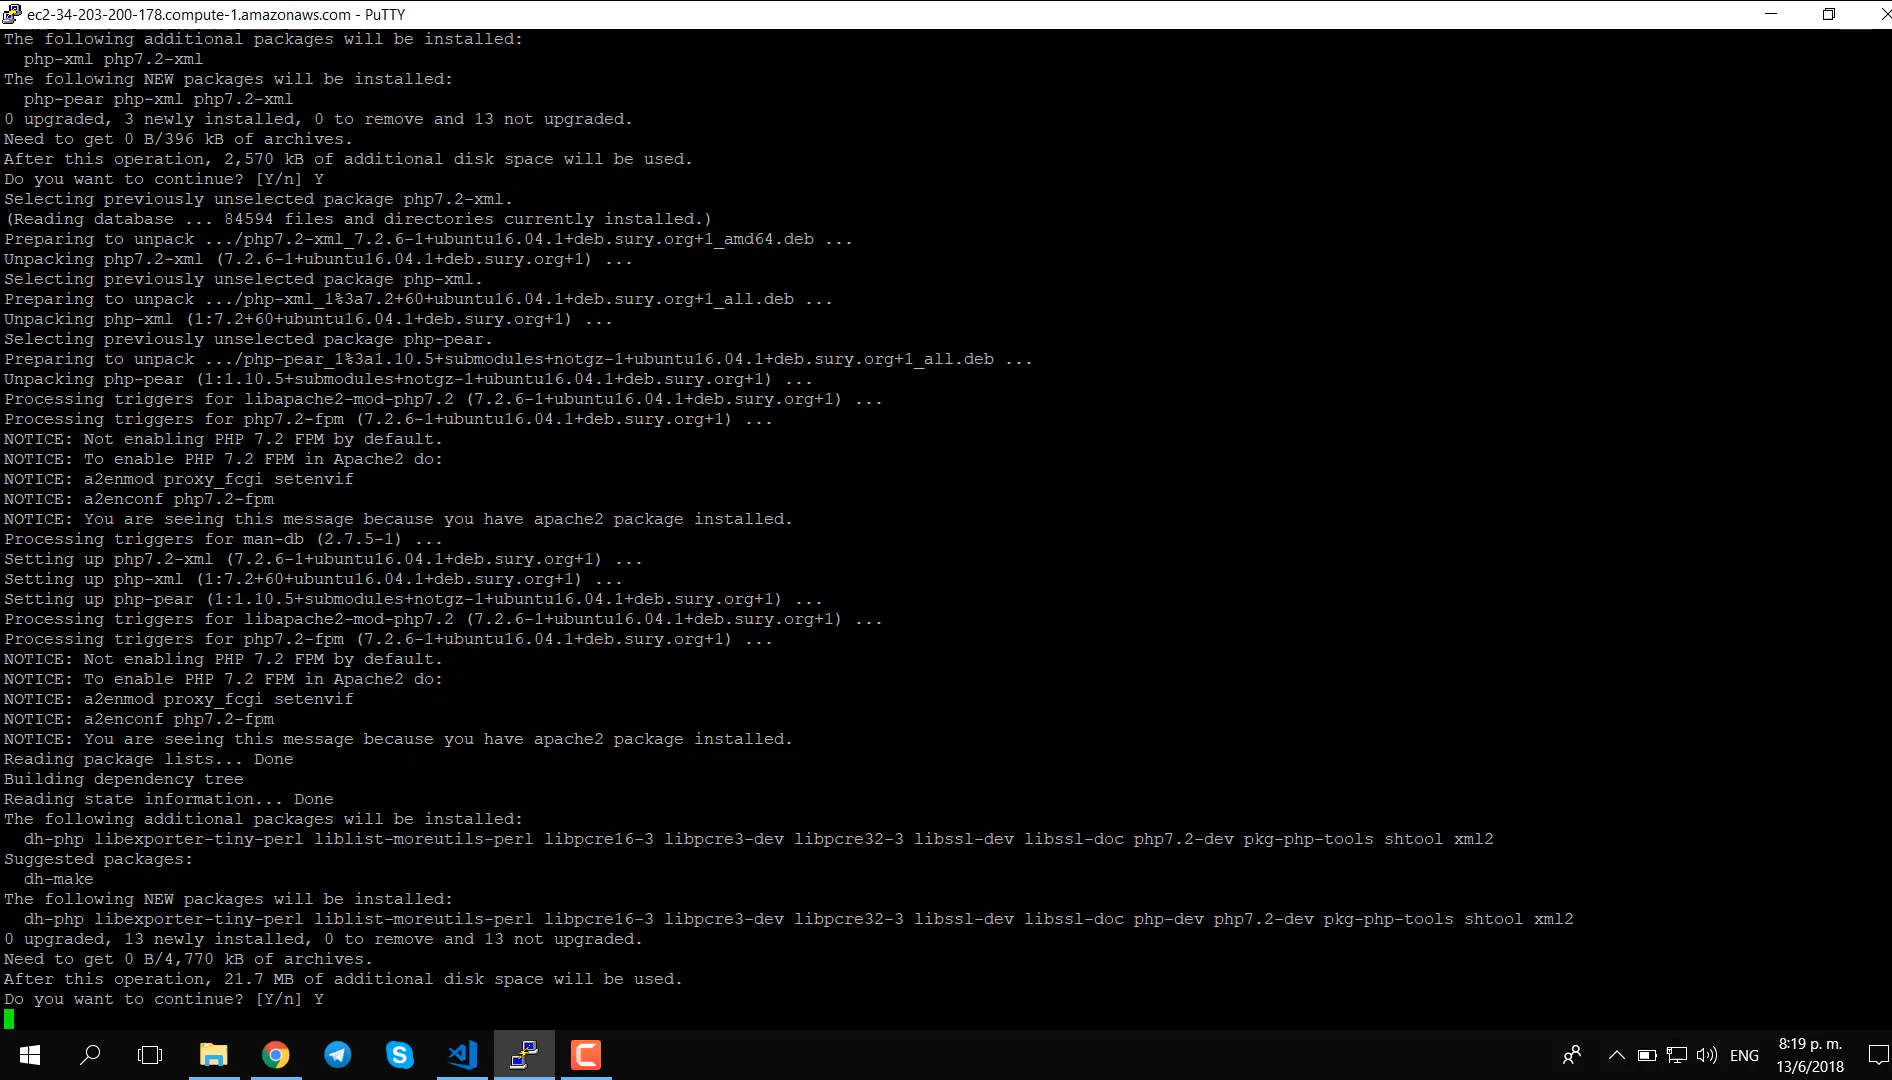 ec2-34-203-200-178.compute-1.amazonaws.com - PuTTY
The following additional packages will be installed:
  php-xml php7.2-xml
The following NEW packages will be installed:
  php-pear php-xml php7.2-xml
0 upgraded, 3 newly installed, 0 to remove and 13 not upgraded.
Need to get 0 B/396 kB of archives.
After this operation, 2,570 kB of additional disk space will be used.
Do you want to continue? [Y/n] Y
Selecting previously unselected package php7.2-xml.
(Reading database ... 84594 files and directories currently installed.)
Preparing to unpack .../php7.2-xml_7.2.6-1+ubuntu16.04.1+deb.sury.org+1_amd64.deb ...
Unpacking php7.2-xml (7.2.6-1+ubuntu16.04.1+deb.sury.org+1) ...
Selecting previously unselected package php-xml.
Preparing to unpack .../php-xml_1%3a7.2+60+ubuntu16.04.1+deb.sury.org+1_all.deb ...
Unpacking php-xml (1:7.2+60+ubuntu16.04.1+deb.sury.org+1) ...
Selecting previously unselected package php-pear.
Preparing to unpack .../php-pear_1%3a1.10.5+submodules+notgz-1+ubuntu16.04.1+deb.sury.org+1_all.deb ...
Unpacking php-pear (1:1.10.5+submodules+notgz-1+ubuntu16.04.1+deb.sury.org+1) ...
Processing triggers for libapache2-mod-php7.2 (7.2.6-1+ubuntu16.04.1+deb.sury.org+1) ...
Processing triggers for php7.2-fpm (7.2.6-1+ubuntu16.04.1+deb.sury.org+1) ...
NOTICE: Not enabling PHP 7.2 FPM by default.
NOTICE: To enable PHP 7.2 FPM in Apache2 do:
NOTICE: a2enmod proxy_fcgi setenvif
NOTICE: a2enconf php7.2-fpm
NOTICE: You are seeing this message because you have apache2 package installed.
Processing triggers for man-db (2.7.5-1) ...
Setting up php7.2-xml (7.2.6-1+ubuntu16.04.1+deb.sury.org+1) ...
Setting up php-xml (1:7.2+60+ubuntu16.04.1+deb.sury.org+1) ...
Setting up php-pear (1:1.10.5+submodules+notgz-1+ubuntu16.04.1+deb.sury.org+1) ...
Processing triggers for libapache2-mod-php7.2 (7.2.6-1+ubuntu16.04.1+deb.sury.org+1) ...
Processing triggers for php7.2-fpm (7.2.6-1+ubuntu16.04.1+deb.sury.org+1) ...
NOTICE: Not enabling PHP 7.2 FPM by default.
NOTICE: To enable PHP 7.2 FPM in Apache2 do:
NOTICE: a2enmod proxy_fcgi setenvif
NOTICE: a2enconf php7.2-fpm
NOTICE: You are seeing this message because you have apache2 package installed.
Reading package lists... Done
Building dependency tree
Reading state information... Done
The following additional packages will be installed:
  dh-php libexporter-tiny-perl liblist-moreutils-perl libpcre16-3 libpcre3-dev libpcre32-3 libssl-dev libssl-doc php7.2-dev pkg-php-tools shtool xml2
Suggested packages:
  dh-make
The following NEW packages will be installed:
  dh-php libexporter-tiny-perl liblist-moreutils-perl libpcre16-3 libpcre3-dev libpcre32-3 libssl-dev libssl-doc php-dev php7.2-dev pkg-php-tools shtool xml2
0 upgraded, 13 newly installed, 0 to remove and 13 not upgraded.
Need to get 0 B/4,770 kB of archives.
After this operation, 21.7 MB of additional disk space will be used.
Do you want to continue? [Y/n] Y
ENG
8:19 p. m.
13/6/2018